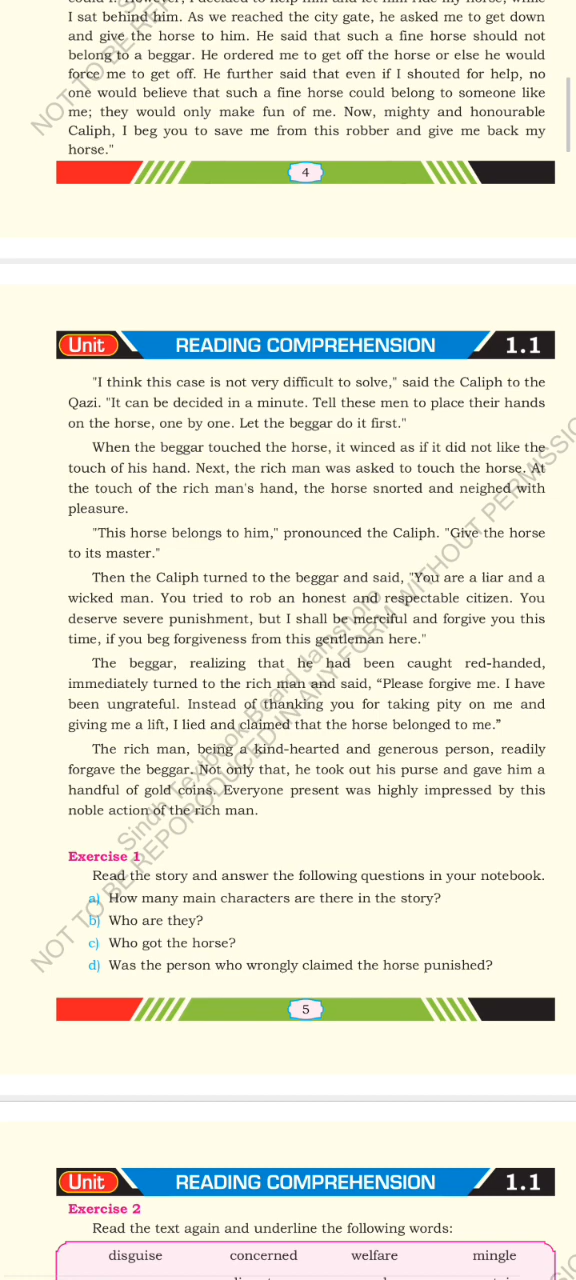 I sat behind him. As we reached the city gate, he asked me to get down
and give the horse to him. He said that such a fine horse should not
belong to a beggar. He ordered me to get off the horse or else he would
force me to get off. He further said that even if I shouted for help, no
one would believe that such a fine horse could belong to someone like
me; they would only make fun of me. Now, mighty and honourable
Caliph, I beg you to save me from this robber and give me back my
horse."
4
Unit READING COMPREHENSION 1.1
"I think this case is not very difficult to solve," said the Caliph to the
Qazi. "It can be decided in a minute. Tell these men to place their hands
on the horse, one by one. Let the beggar do it first."
When the beggar touched the horse, it winced as if it did not like the
touch of his hand. Next, the rich man was asked to touch the horse. At
the touch of the rich man's hand, the horse snorted and neighed with
pleasure.
"This horse belongs to him," pronounced the Caliph. "Give the horse
to its master."
Then the Caliph turned to the beggar and said, "You are a liar and a
wicked man. You tried to rob an honest and respectable citizen. You
deserve severe punishment, but I shall be merciful and forgive you this
time, if you beg forgiveness from this gentleman here."
The beggar, realizing that he had been caught red-handed,
immediately turned to the rich man and said, “Please forgive me. I have
been ungrateful. Instead of thanking you for taking pity on me and
giving me a lift, I lied and claimed that the horse belonged to me.”
The rich man, being a kind-hearted and generous person, readily
forgave the beggar. Not only that, he took out his purse and gave him a
handful of gold coins. Everyone present was highly impressed by this
noble action of the rich man.
Exercise 1
Read the story and answer the following questions in your notebook.
a) How many main characters are there in the story?
b) Who are they?
c) Who got the horse?
d) Was the person who wrongly claimed the horse punished?
Sindh Textbook Board Jamshoro
NOT TO BE REPORODUCED IN ANY FORM WITHOUT PERMISSIO
5
Unit READING COMPREHENSION 1.1
Exercise 2
Read the text again and underline the following words:
disguise concerned welfare mingle